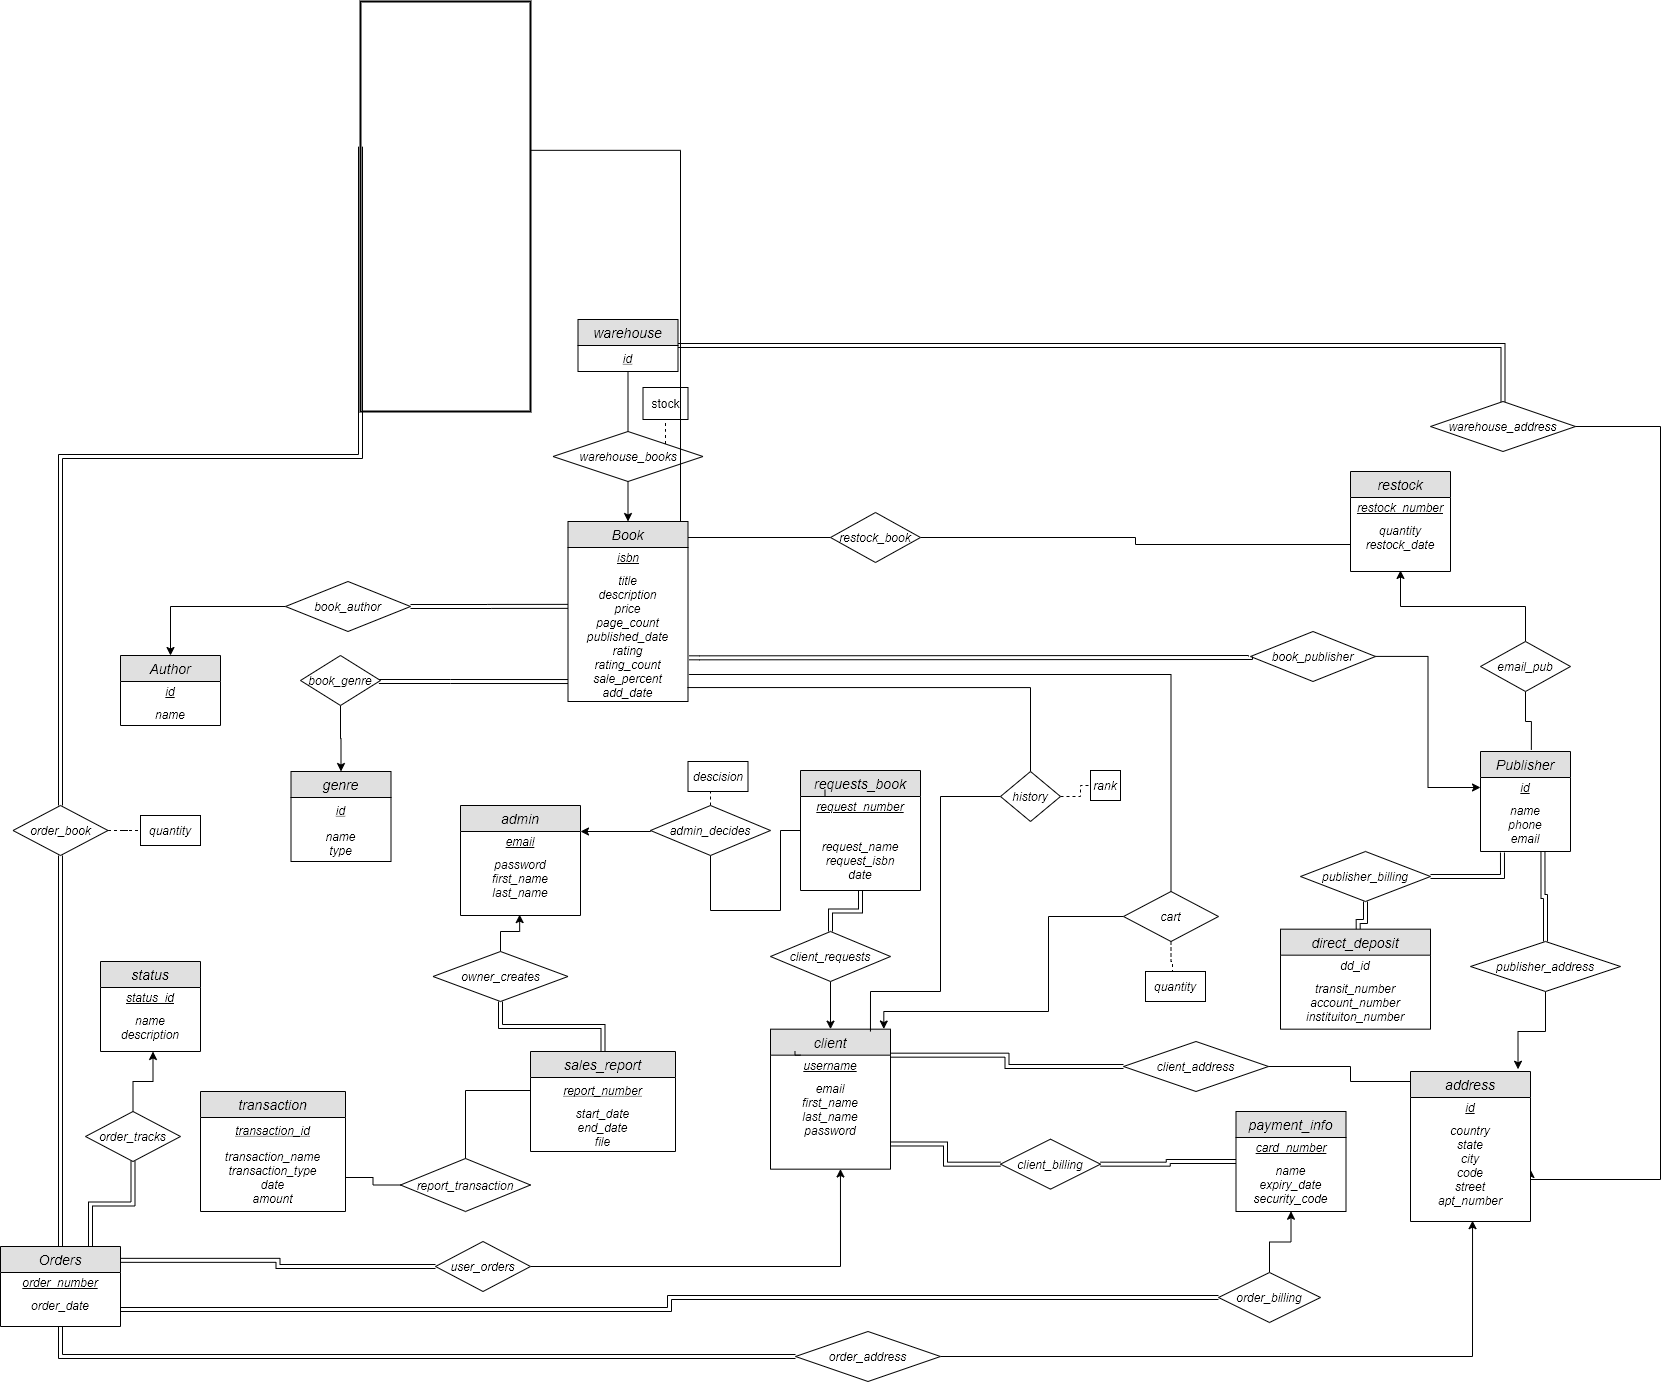 warehouse
id
stock
warehouse_books
warehouse_address
restock
restock_number
quantity
restock_date
Book
isbn
title
description
price
page_count
published_date
rating
rating_count
sale_percent
add_date
restock_book
book_author
Author
id
name
book_genre
genre
id
name
type
book_publisher
email_pub
Publisher
id
name
phone
email
order_book
quantity
admin
email
password
first_name
last_name
descision
admin_decides
requests_book
request_number
request_name
request_isbn
date
history
rank
publisher_billing
direct_deposit
dd_id
transit_number
account_number
instituiton_number
publisher_address
cart
quantity
client_requests
owner_creates
status
status_id
name
description
order_tracks
transaction
transaction_id
transaction_name
transaction_type
date
amount
sales_report
report_number
start_date
end_date
file
report_transaction
client
username
email
first_name
last_name
password
client_address
address
id
country
state
city
code
street
apt_number
client_billing
payment_info
card_number
name
expiry_date
security_code
Orders
order_number
order_date
user_orders
order_billing
order_address